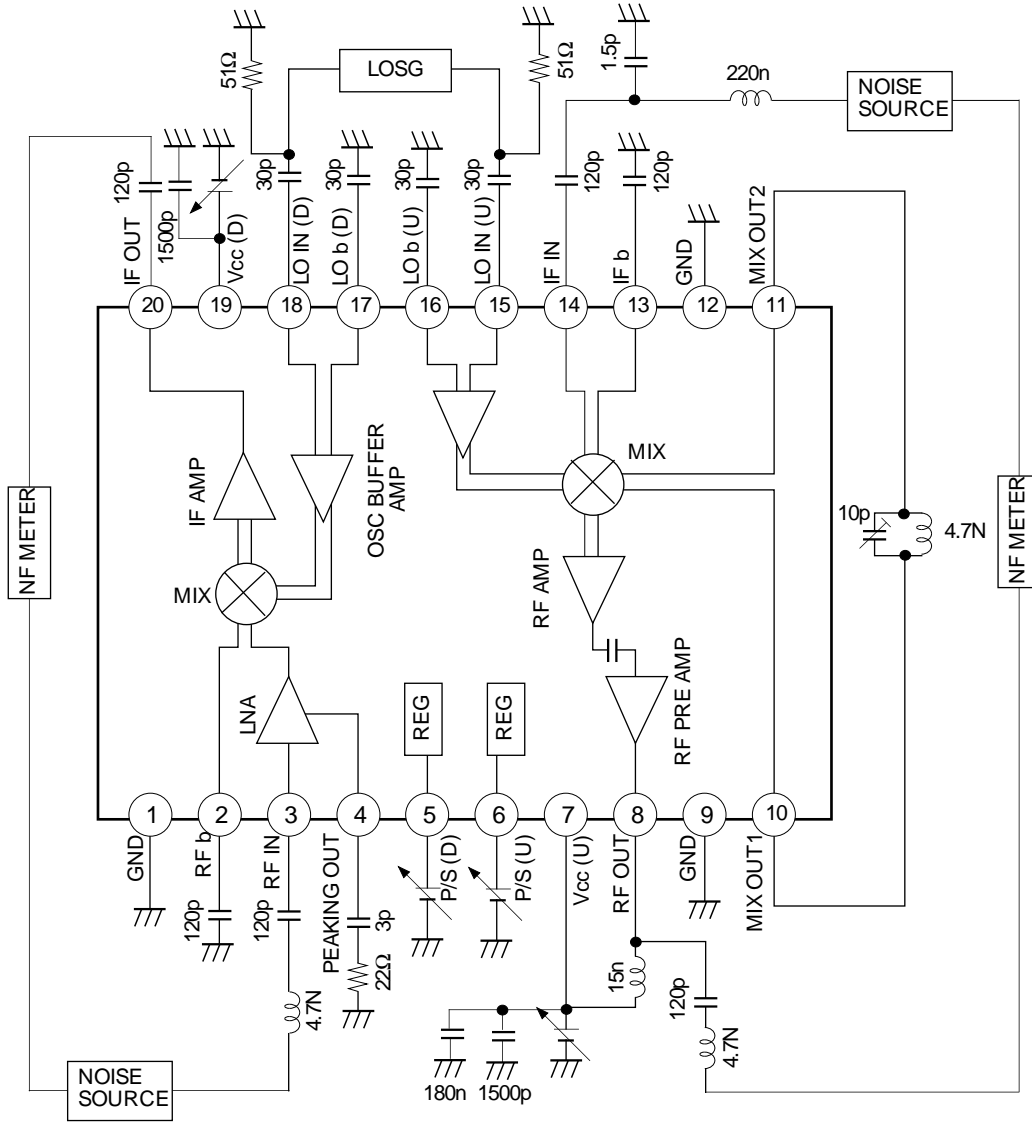 51Ω
LOSG
51Ω
1.5p
220n
NOISE
SOURCE
120p
1500p
30p
30p
30p
30p
120p
120p
IF OUT
Vcc (D)
LO IN (D)
LO b (D)
LO b (U)
LO IN (U)
IF IN
IF b
GND
MIX OUT2
20
19
18
17
16
15
14
13
12
11
MIX
IF AMP
OSC BUFFER
AMP
NF METER
10p
4.7N
NF METER
MIX
RF AMP
LNA
REG
REG
RF PRE AMP
1
2
3
4
5
6
7
8
9
10
GND
RF b
RF IN
PEAKING OUT
P/S (D)
P/S (U)
Vcc (U)
RF OUT
GND
MIX OUT1
120p
120p
3p
22Ω
15n
120p
4.7N
4.7N
180n
1500p
NOISE
SOURCE